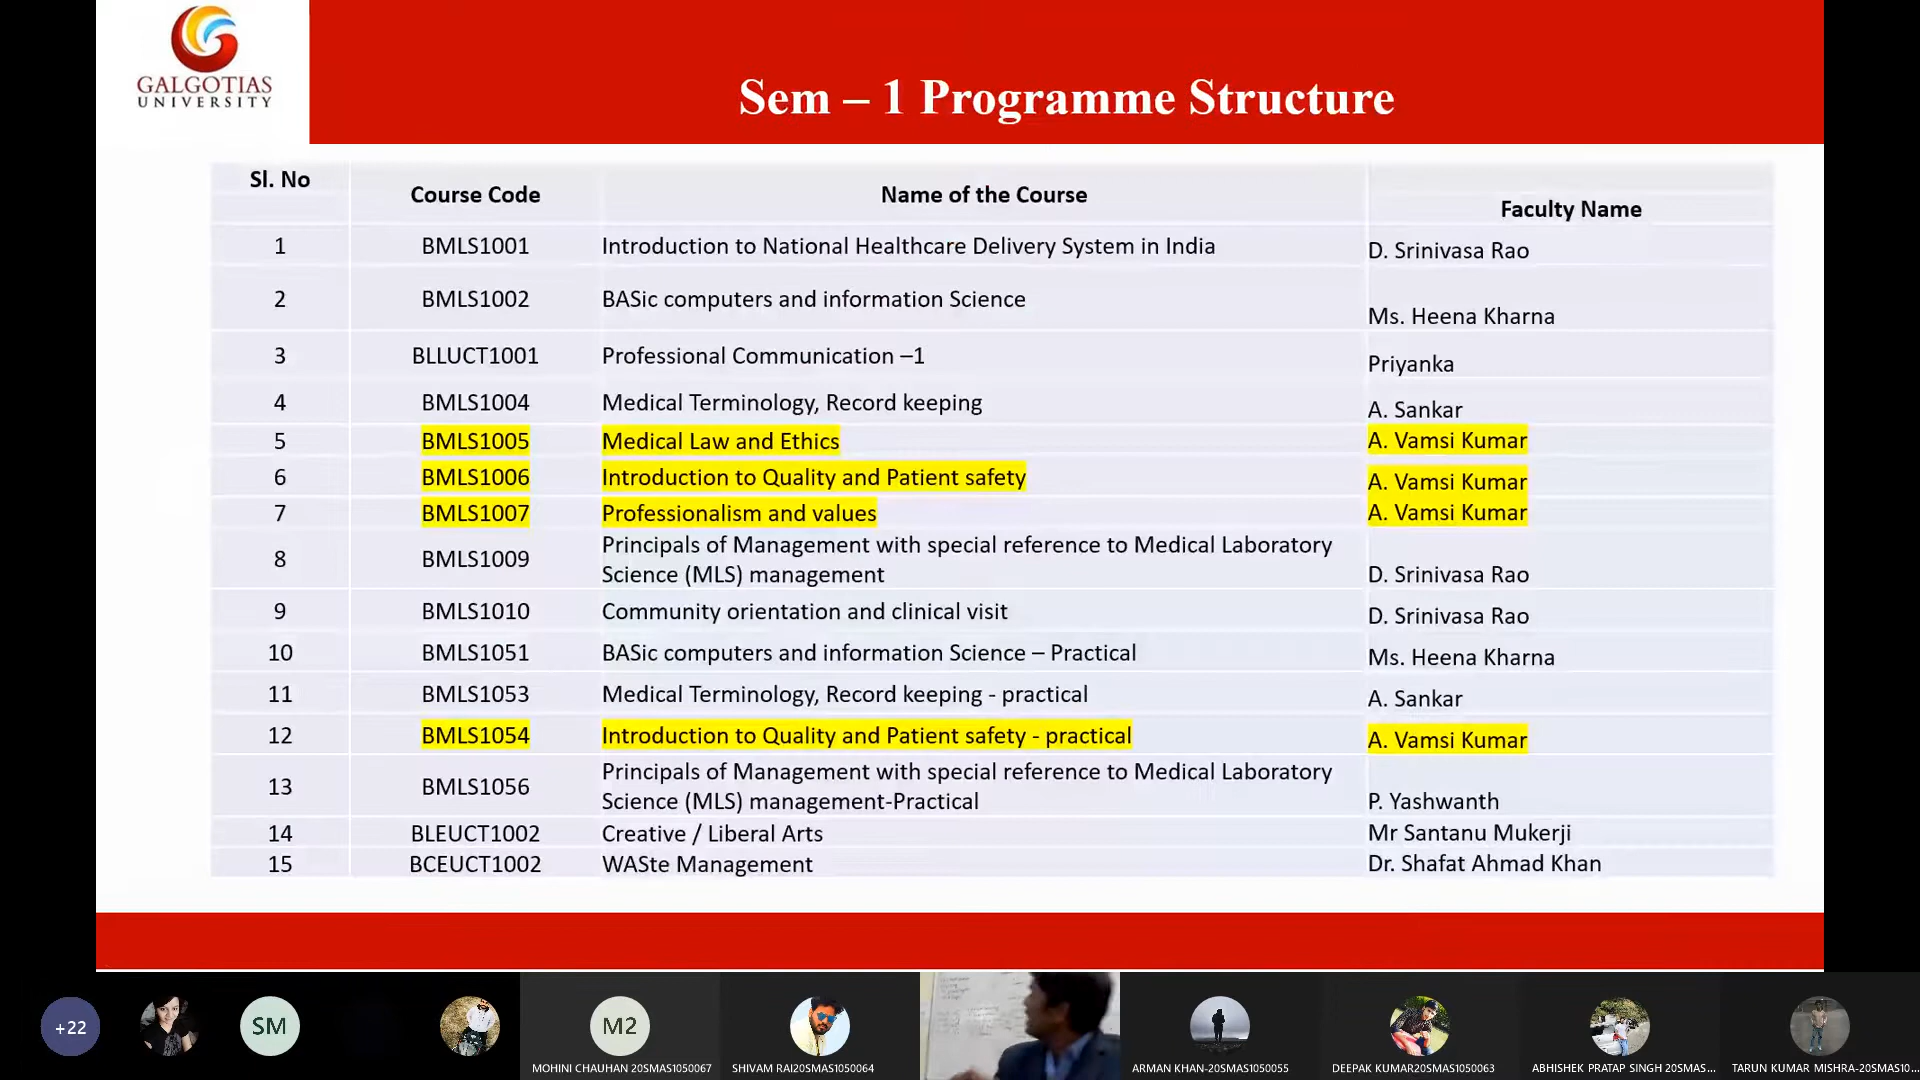 GALGOTIAS
UNIVERSITY
Sem – 1 Programme Structure
Sl. No Course Code Name of the Course Faculty Name
1 BMLS1001 Introduction to National Healthcare Delivery System in India D. Srinivasa Rao
2 BMLS1002 BASic computers and information Science Ms. Heena Kharna
3 BLLUCT1001 Professional Communication –1 Priyanka
4 BMLS1004 Medical Terminology, Record keeping A. Sankar
5 BMLS1005 Medical Law and Ethics A. Vamsi Kumar
6 BMLS1006 Introduction to Quality and Patient safety A. Vamsi Kumar
7 BMLS1007 Professionalism and values A. Vamsi Kumar
8 BMLS1009 Principals of Management with special reference to Medical Laboratory
Science (MLS) management D. Srinivasa Rao
9 BMLS1010 Community orientation and clinical visit D. Srinivasa Rao
10 BMLS1051 BASic computers and information Science – Practical Ms. Heena Kharna
11 BMLS1053 Medical Terminology, Record keeping - practical A. Sankar
12 BMLS1054 Introduction to Quality and Patient safety - practical A. Vamsi Kumar
13 BMLS1056 Principals of Management with special reference to Medical Laboratory
Science (MLS) management-Practical P. Yashwanth
14 BLEUCT1002 Creative / Liberal Arts Mr Santanu Mukerji
15 BCEUCT1002 WASte Management Dr. Shafat Ahmad Khan
+22 SM M2
MOHINI CHAUHAN 20SMAS1050067 SHIVAM RAI20SMAS1050064 ARMAN KHAN-20SMAS1050055 DEEPAK KUMAR20SMAS1050063 ABHISHEK PRATAP SINGH 20SMAS... TARUN KUMAR MISHRA-20SMAS10...